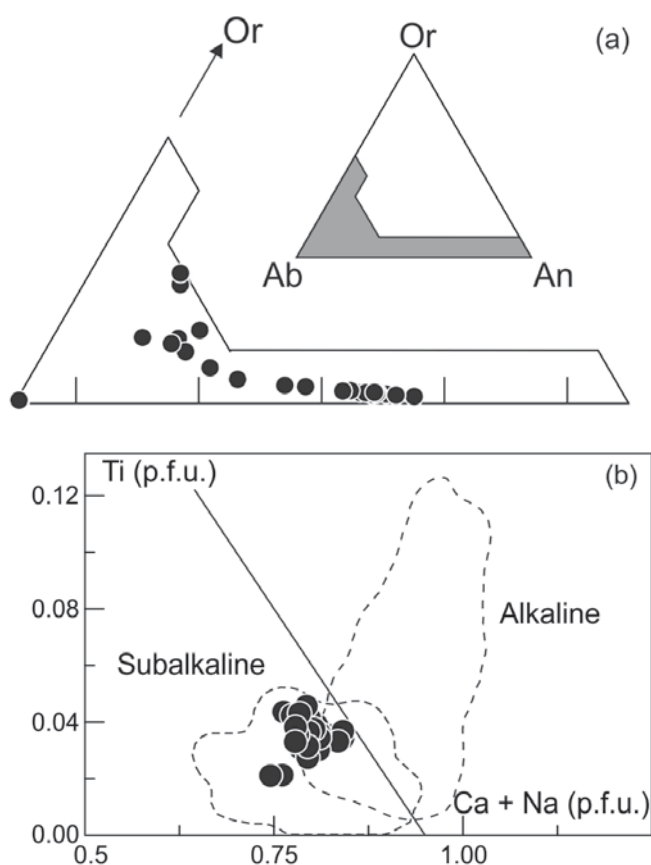 Or
Or
(a)
Ab
An
Ti (p.f.u.)
(b)
0.12
Alkaline
0.08
Subalkaline
0.04
Ca + Na (p.f.u.)
0.00
0.5
0.75
1.00